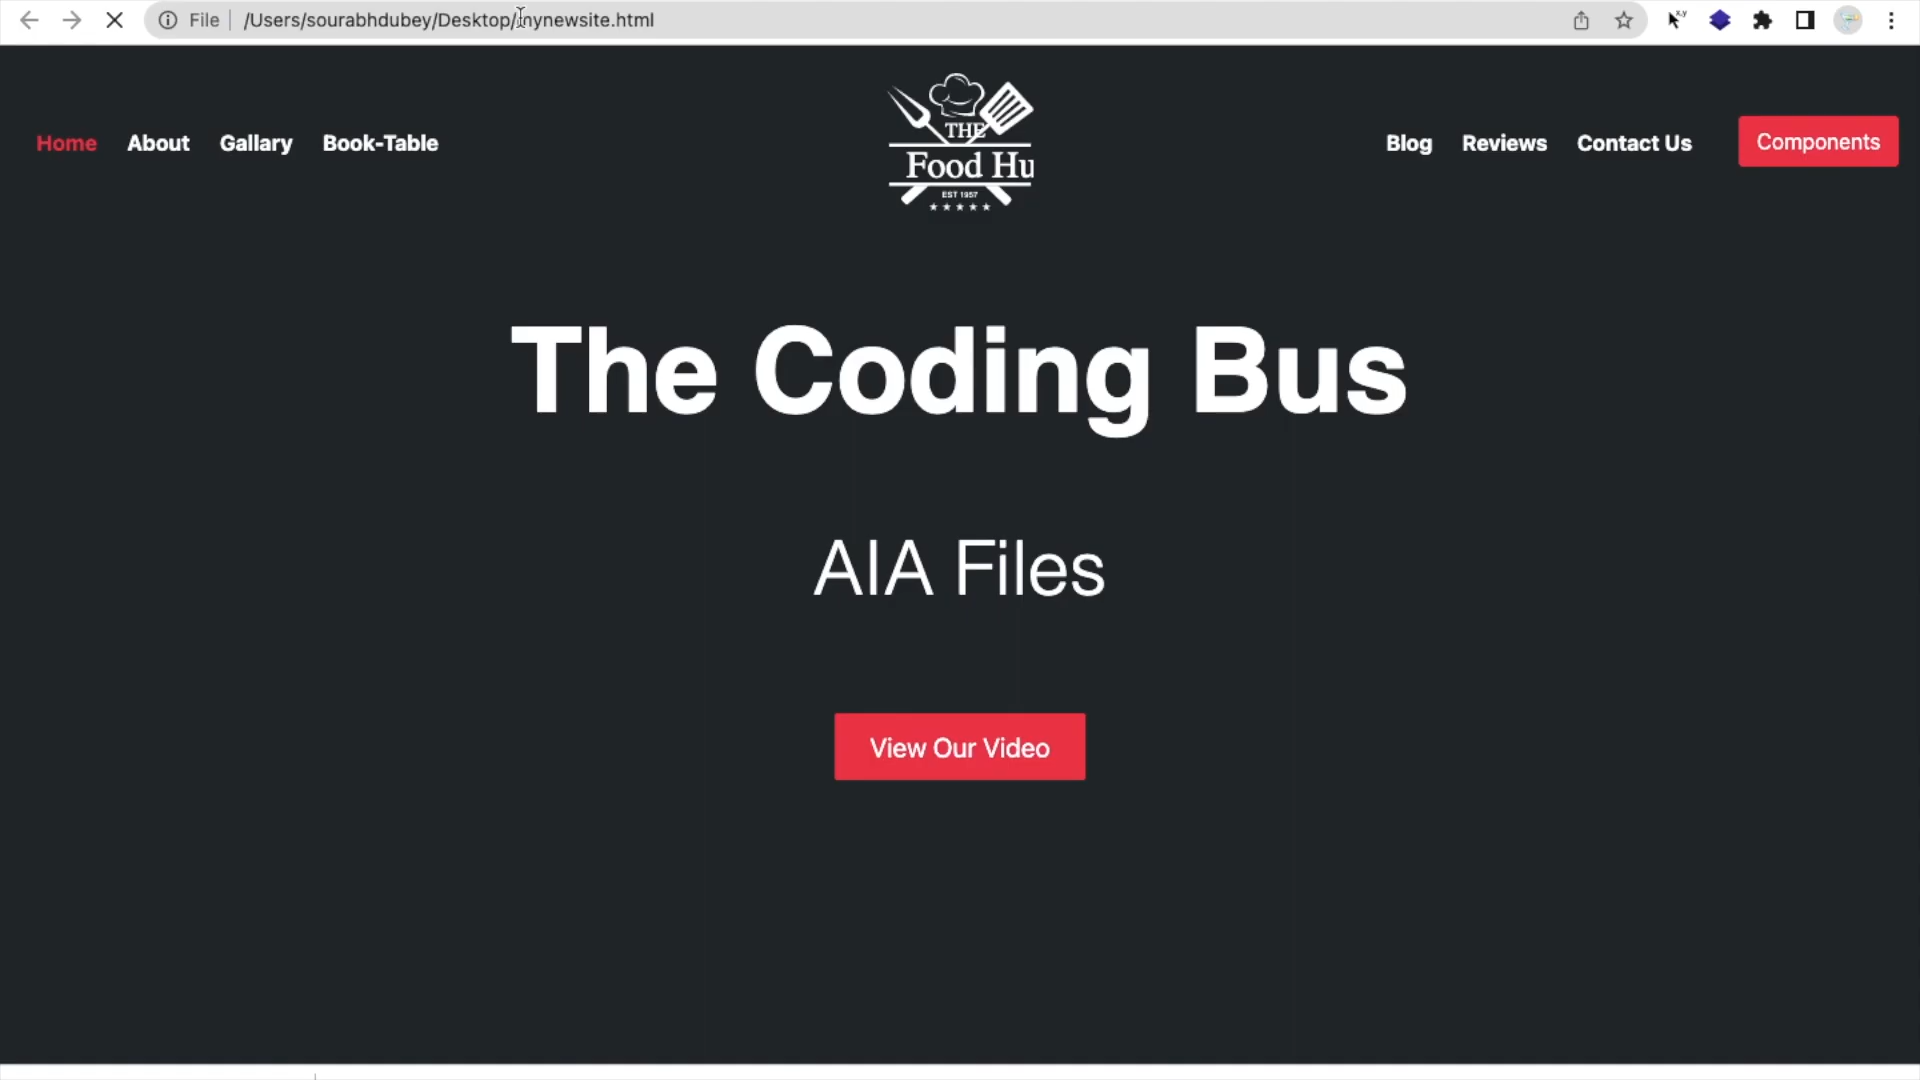 File /Users/sourabhdubey/Desktop/mynewsite.html
Home About Gallary Book-Table
THE
Food Hu
EST 1957
Blog Reviews Contact Us Components
The Coding Bus
AIA Files
View Our Video